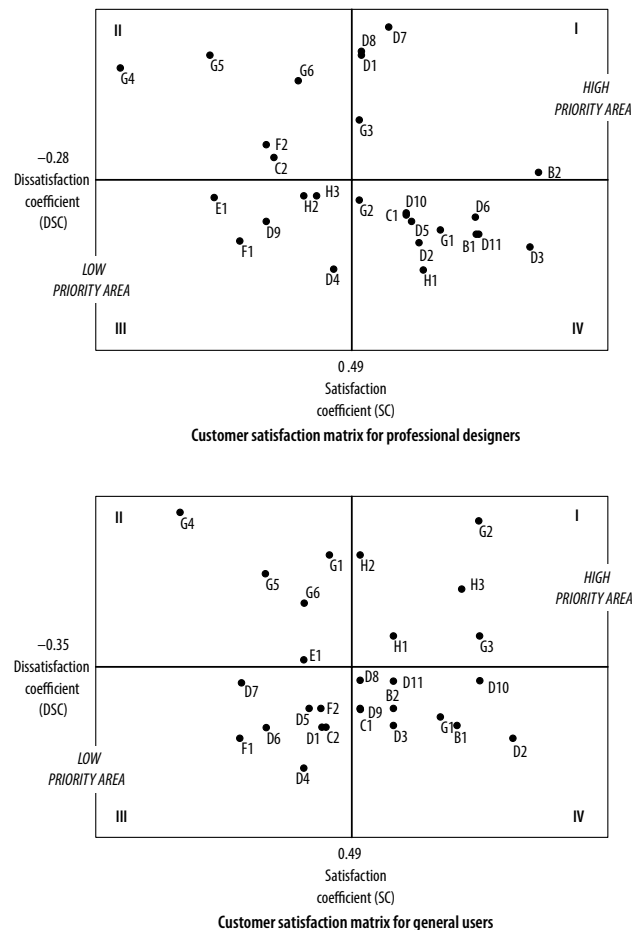 II
I
D7
D8
D1
G5
G4
G6
HIGH
PRIORITY AREA
G3
F2
C2
B2
−0.28
Dissatisfaction
coefficient
(DSC)
E1
H2
H3
D9
F1
D4
G2
D10
C1
D5
D2
G1
H1
D6
B1
D11
D3
LOW
PRIORITY AREA
III
IV
0 .49
Satisfaction
coefficient (SC)
Customer satisfaction matrix for professional designers
II
I
G4
G2
G1
H2
G5
G6
H3
HIGH
PRIORITY AREA
H1
G3
E1
−0.35
Dissatisfaction
coefficient
(DSC)
D7
D8
D11
D10
D5
F2
D9
B2
F1
D6
D1
C2
C1
D3
G1
B1
D2
D4
LOW
PRIORITY AREA
III
IV
0.49
Satisfaction
coefficient (SC)
Customer satisfaction matrix for general users